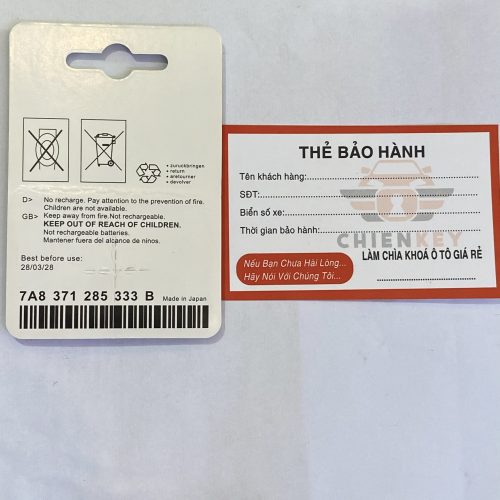 • zuruckbringen
• return
• aretourner
• devolver
D> No recharge. Pay attention to the prevention of fire.
Children are not available.
GB> Keep away from fire. Not rechargeable.
KEEP OUT OF REACH OF CHILDREN.
Not rechargeable batteries.
Mantener fuera del alcance de ninos.
Best before use:
28/03/28
7A8 371 285 333 B Made in Japan
THẺ BẢO HÀNH
Tên khách hàng:
SĐT:
Biển số xe:
Thời gian bảo hành:
CHIENKEY
Nếu Bạn Chưa Hài Lòng...
Hãy Nói Với Chúng Tôi...
LÀM CHÌA KHOÁ Ô TÔ GIÁ RẺ